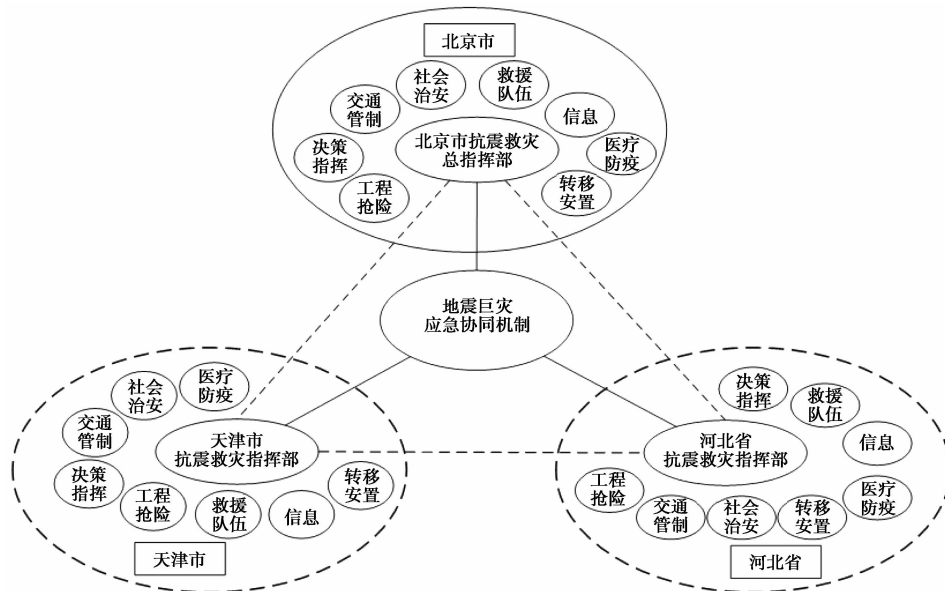 北京市
社会
治安
救援
队伍
交通
管制
信息
决策
指挥
北京市抗震救灾
总指挥部
医疗
防疫
工程
抢险
转移
安置
地震巨灾
应急协同机制
医疗
防疫
社会
治安
交通
管制
天津市
抗震救灾指挥部
决策
指挥
工程
抢险
救援
队伍
信息
转移
安置
天津市
决策
指挥
救援
队伍
信息
河北省
抗震救灾指挥部
工程
抢险
交通
管制
社会
治安
转移
安置
医疗
防疫
河北省